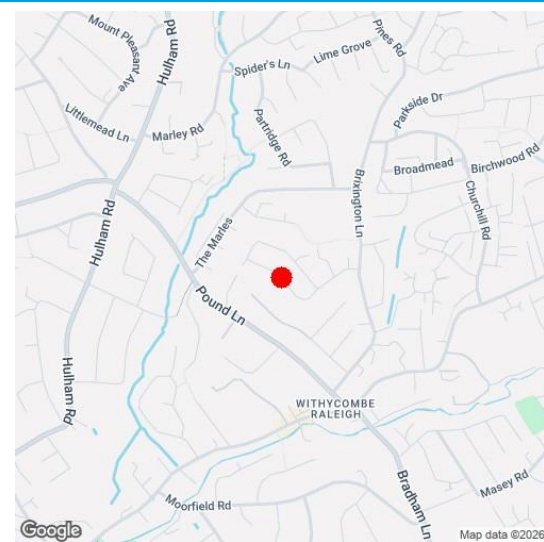 Mount Pleasant Ave
Hulham Rd
Pines Rd
Lime Grove
Spider's Ln
Littlemead Ln
Marley Rd
Partridge Rd
Parkside Dr
Broadmead
Birchwood Rd
Brixington Ln
Churchill Rd
Hulham Rd
The Marles
Pound Ln
Hulham Rd
WITHYCOMBE
RALEIGH
Bradham Ln
Masey Rd
Moorfield Rd
Google
Map data ©2026